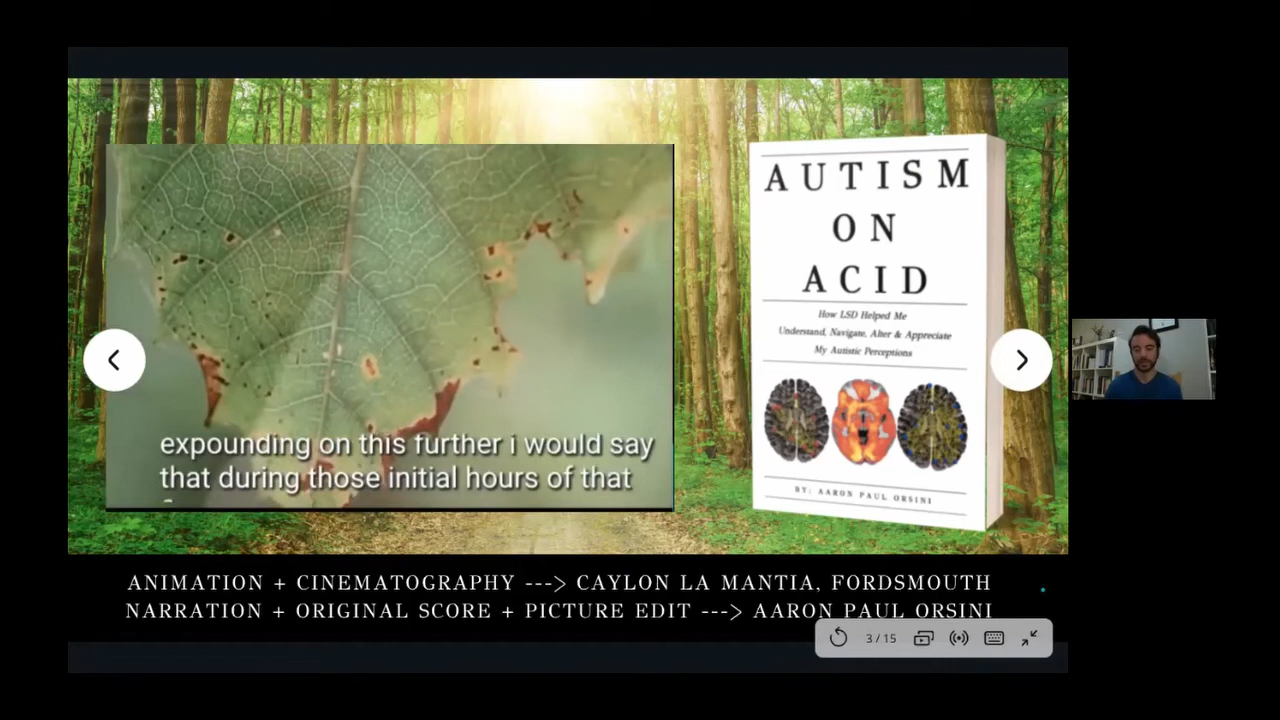 expounding on this further i would say
that during those initial hours of that
AUTISM
ON
ACID
How LSD Helped Me
Understand, Navigate, Alter & Appreciate
My Autistic Perceptions
BY: AARON PAUL ORSINI
ANIMATION + CINEMATOGRAPHY ---> CAYLON LA MANTIA, FORDSMOUTH
NARRATION + ORIGINAL SCORE + PICTURE EDIT ---> AARON PAUL ORSINI
3 / 15